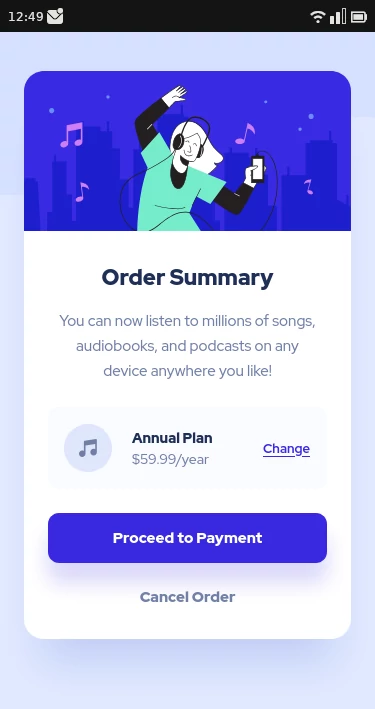 12:49
Order Summary
You can now listen to millions of songs,
audiobooks, and podcasts on any
device anywhere you like!
Annual Plan
$59.99/year
Change
Proceed to Payment
Cancel Order